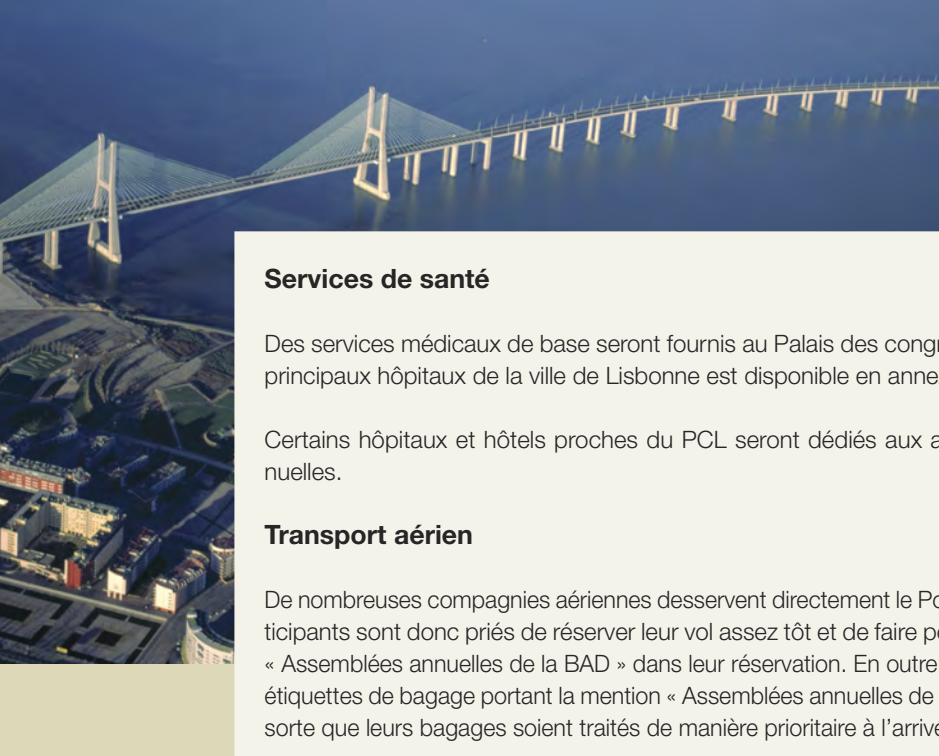 Services de santé
Des services médicaux de base seront fournis au Palais des
principaux hôpitaux de la ville de Lisbonne est disponible en
Certains hôpitaux et hôtels proches du PCL seront dédiés aux
nuelles.
Transport aérien
De nombreuses compagnies aériennes desservent directement le
ticipants sont donc priés de réserver leur vol assez tôt et de faire
« Assemblées annuelles de la BAD » dans leur réservation. En outre
étiquettes de bagage portant la mention « Assemblées annuelles de
sorte que leurs bagages soient traités de manière prioritaire à